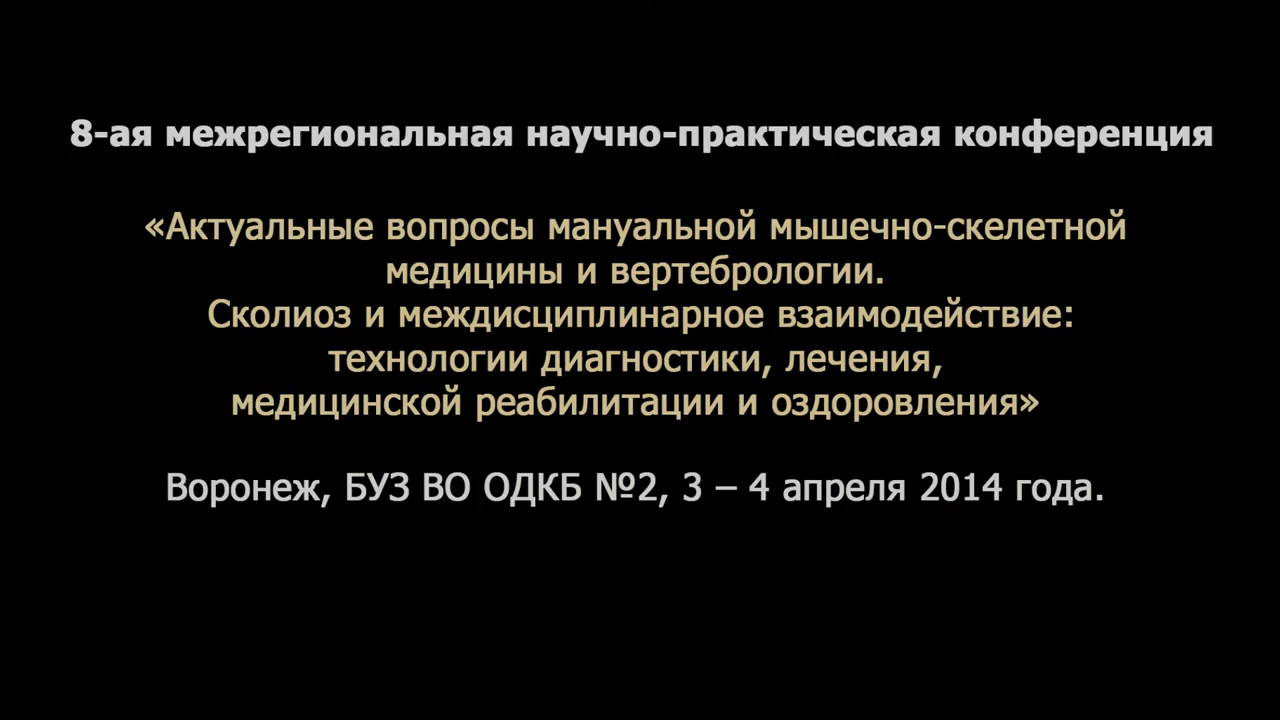 8-ая межрегиональная научно-практическая конференция
«Актуальные вопросы мануальной мышечно-скелетной
медицины и вертебрологии.
Сколиоз и междисциплинарное взаимодействие:
технологии диагностики, лечения,
медицинской реабилитации и оздоровления»
Воронеж, БУЗ ВО ОДКБ №2, 3 – 4 апреля 2014 года.